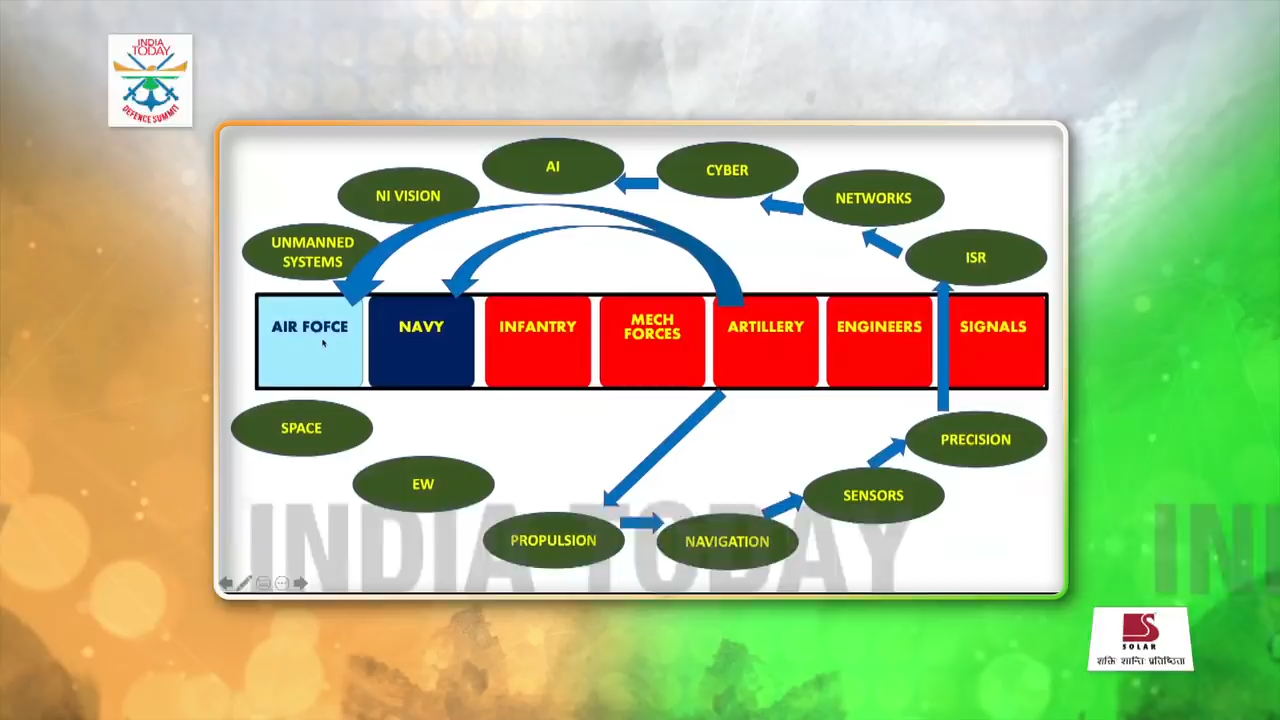 INDIA
TODAY
DEFENCE SUMMIT
AI
CYBER
NI VISION
NETWORKS
UNMANNED
SYSTEMS
ISR
AIR FOFCE
NAVY
INFANTRY
MECH
FORCES
ARTILLERY
ENGINEERS
SIGNALS
SPACE
PRECISION
EW
SENSORS
PROPULSION
NAVIGATION
INDIA TODAY
INDI
SOLAR
शक्ति शान्ति प्रतिष्ठिता